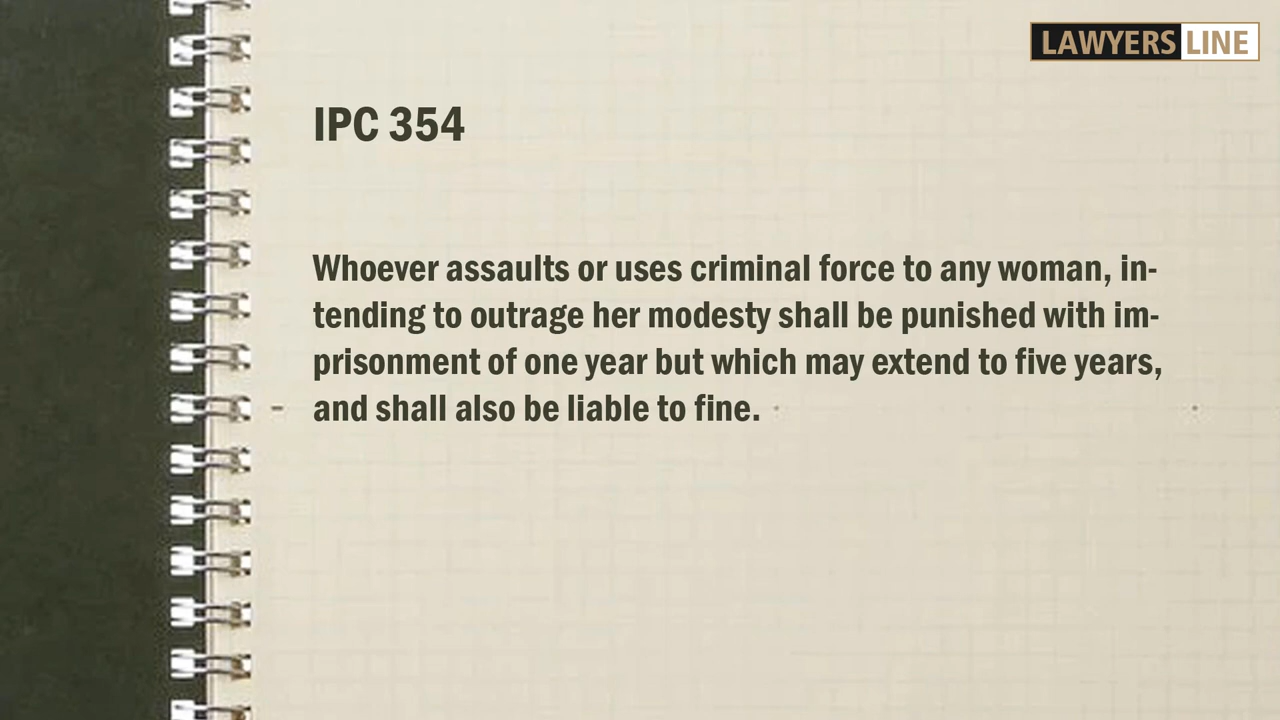 LAWYERS LINE
IPC 354
Whoever assaults or uses criminal force to any woman, in-
tending to outrage her modesty shall be punished with im-
prisonment of one year but which may extend to five years,
and shall also be liable to fine.